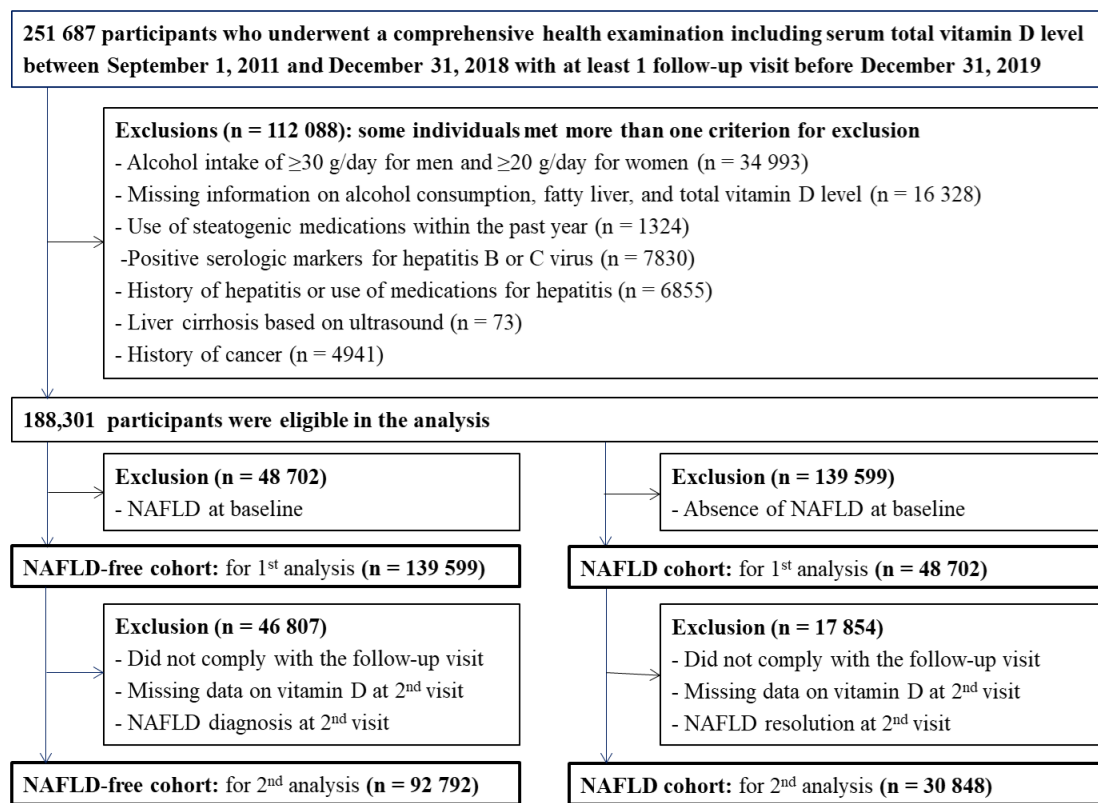 251 687 participants who underwent a comprehensive health examination including serum total vitamin D level
between September 1, 2011 and December 31, 2018 with at least 1 follow-up visit before December 31, 2019
Exclusions (n = 112 088): some individuals met more than one criterion for exclusion
- Alcohol intake of ≥30 g/day for men and ≥20 g/day for women (n = 34 993)
- Missing information on alcohol consumption, fatty liver, and total vitamin D level (n = 16 328)
- Use of steatogenic medications within the past year (n = 1324)
-Positive serologic markers for hepatitis B or C virus (n = 7830)
- History of hepatitis or use of medications for hepatitis (n = 6855)
- Liver cirrhosis based on ultrasound (n = 73)
- History of cancer (n = 4941)
188,301 participants were eligible in the analysis
Exclusion (n = 48 702)
- NAFLD at baseline
Exclusion (n = 139 599)
- Absence of NAFLD at baseline
NAFLD-free cohort: for 1st analysis (n = 139 599)
NAFLD cohort: for 1st analysis (n = 48 702)
Exclusion (n = 46 807)
- Did not comply with the follow-up visit
- Missing data on vitamin D at 2nd visit
- NAFLD diagnosis at 2nd visit
Exclusion (n = 17 854)
- Did not comply with the follow-up visit
- Missing data on vitamin D at 2nd visit
- NAFLD resolution at 2nd visit
NAFLD-free cohort: for 2nd analysis (n = 92 792)
NAFLD cohort: for 2nd analysis (n = 30 848)